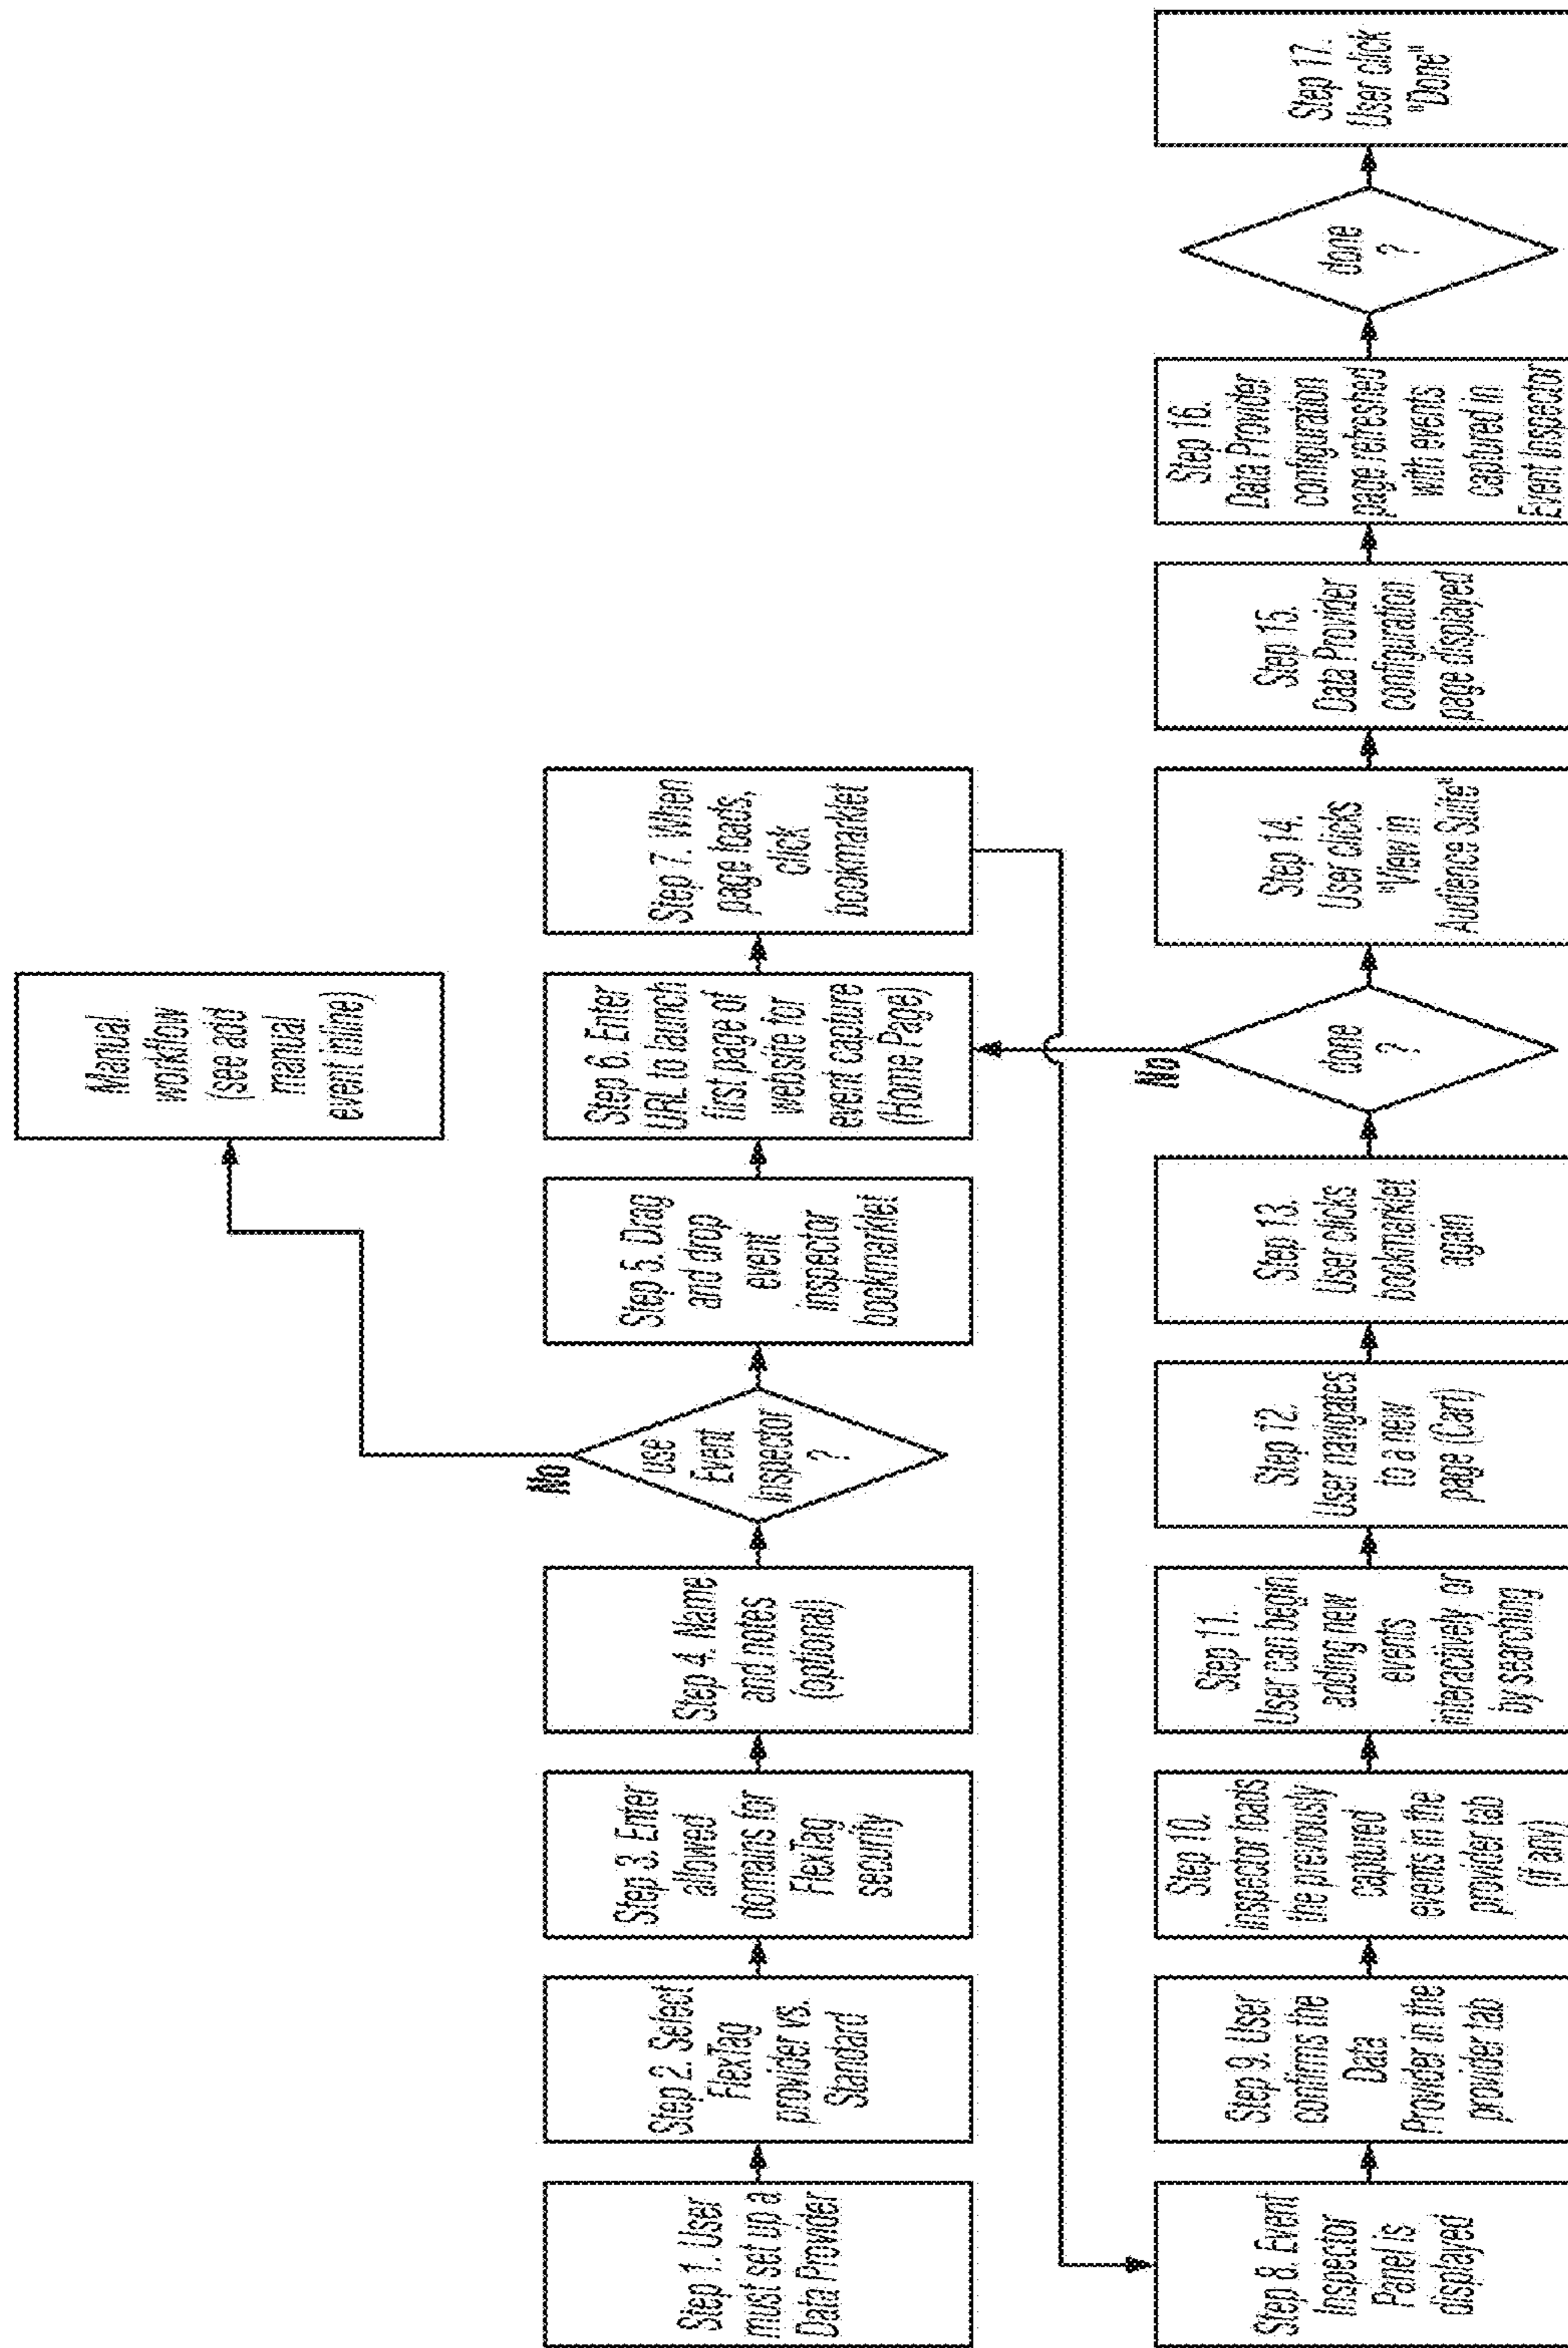 Step 1. User
must set up a
Data Provider
Step 2. Select
FlexTag
provider vs.
Standard
Step 3. Enter
allowed
domains for
FlexTag
security
Step 4. Name
and notes
(optional)
use
Event
Inspector
?
No
Manual
workflow
(see add
manual
event inline)
Step 5. Drag
and drop
event
inspector
bookmarklet
Step 6. Enter
URL to launch
first page of
website for
event capture
(Home Page)
Step 7. When
page loads,
click
bookmarklet
Step 8. Event
Inspector
Panel is
displayed
Step 9. User
confirms the
Data
Provider in the
provider tab
Step 10.
Inspector loads
the previously
captured
events in the
provider tab
(if any)
Step 11.
User can begin
adding new
events
interactively or
by searching
Step 12.
User navigates
to a new
page (Cart)
Step 13.
User clicks
bookmarklet
again
done
?
No
Step 14.
User clicks
"View in
Audience Suite"
Step 15.
Data Provider
configuration
page displayed
Step 16.
Data Provider
configuration
page refreshed
with events
captured in
Event Inspector
done
?
Step 17.
User click
"Done"